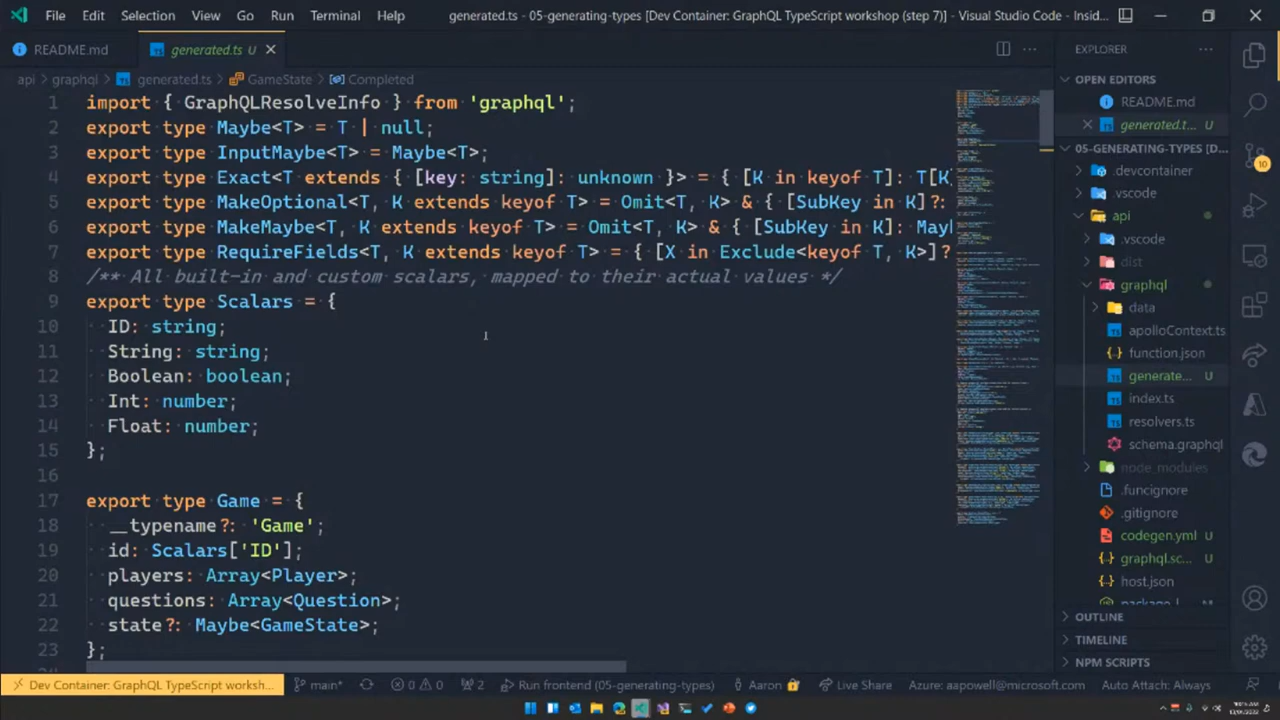 File Edit Selection View Go Run Terminal Help generated.ts - 05-generating-types [Dev Container: GraphQL TypeScript workshop (step 7)] - Visual Studio Code - Insid...
README.md generated.ts U
api > graphql > generated.ts > GameState > Completed
1 import { GraphQLResolveInfo } from 'graphql';
2 export type Maybe<T> = T | null;
3 export type InputMaybe<T> = Maybe<T>;
4 export type Exact<T extends { [key: string]: unknown }> = { [K in keyof T]: T[K
5 export type MakeOptional<T, K extends keyof T> = Omit<T, K> & { [SubKey in K]?:
6 export type MakeMaybe<T, K extends keyof T> = Omit<T, K> & { [SubKey in K]: May
7 export type RequireFields<T, K extends keyof T> = { [X in Exclude<keyof T, K>]?
8 /** All built-in and custom scalars, mapped to their actual values */
9 export type Scalars = {
10 ID: string;
11 String: string;
12 Boolean: boolean;
13 Int: number;
14 Float: number;
15 };
16
17 export type Game = {
18 __typename?: 'Game';
19 id: Scalars['ID'];
20 players: Array<Player>;
21 questions: Array<Question>;
22 state?: Maybe<GameState>;
23 };
EXPLORER
OPEN EDITORS
README.md
generated.t... U
05-GENERATING-TYPES [D...
.devcontainer
.vscode
api
.vscode
dist
graphql
data
apolloContext.ts
function.json
generate... U
index.ts
resolvers.ts
schema.graphql
node_modules
.funcignore
.gitignore
codegen.yml U
graphql.sc... U
host.json
OUTLINE
TIMELINE
NPM SCRIPTS
10
Dev Container: GraphQL TypeScript worksh... main* 0 0 2 Run frontend (05-generating-types) Aaron Live Share Azure: aapowell@microsoft.com Auto Attach: Always